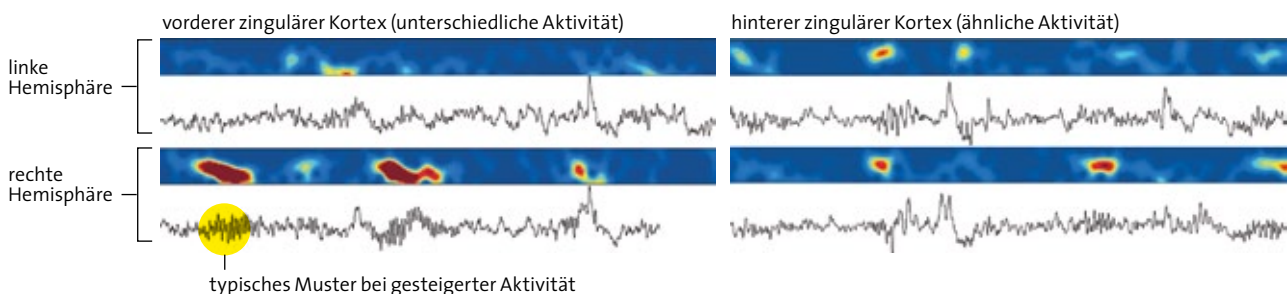 vorderer zingulärer Kortex (unterschiedliche Aktivität)
hinterer zingulärer Kortex (ähnliche Aktivität)
linke
Hemisphäre
rechte
Hemisphäre
typisches Muster bei gesteigerter Aktivität